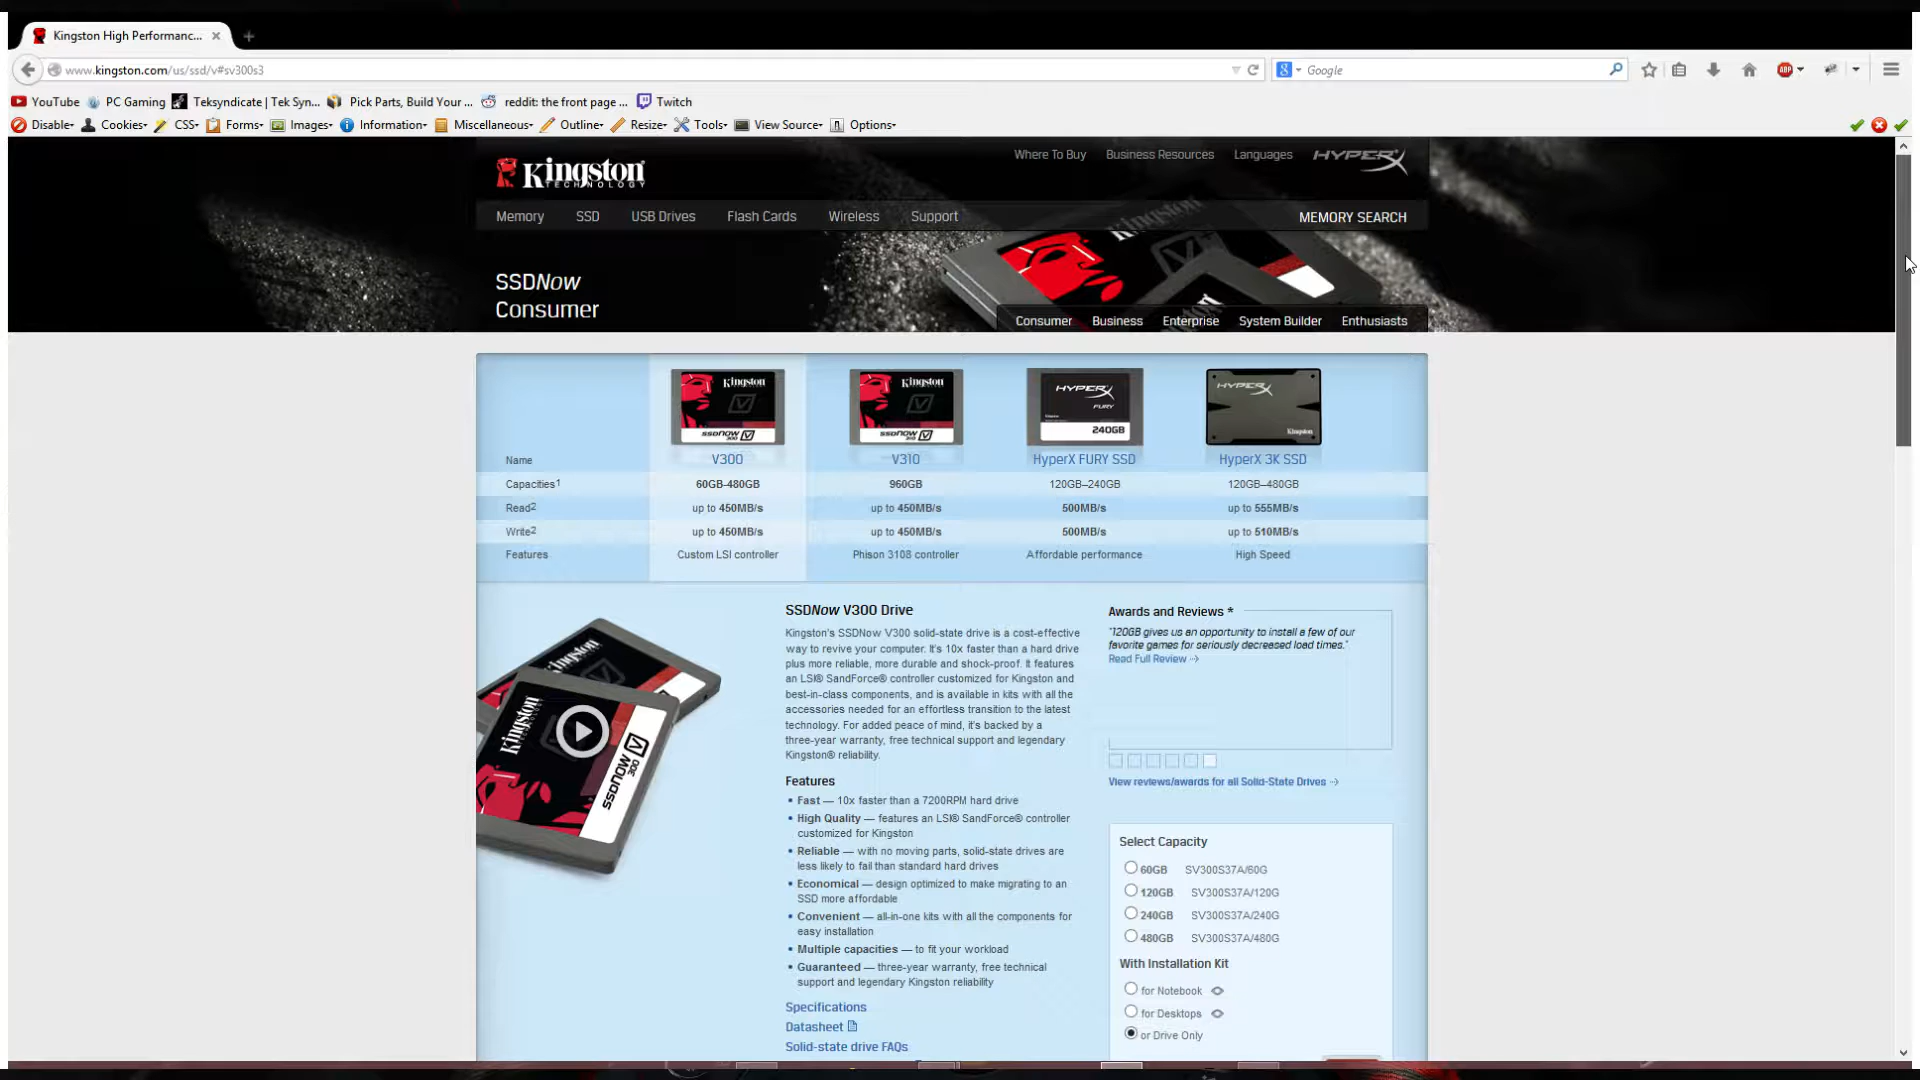 Kingston High Performanc...
www.kingston.com/us/ssd/v#sv300s3
Google
YouTube PC Gaming Teksyndicate | Tek Syn... Pick Parts, Build Your ... reddit: the front page ... Twitch
Disable Cookies CSS Forms Images Information Miscellaneous Outline Resize Tools View Source Options
Where To Buy Business Resources Languages HYPERX
Kingston
TECHNOLOGY
Memory SSD USB Drives Flash Cards Wireless Support MEMORY SEARCH
SSDNow
Consumer
Consumer Business Enterprise System Builder Enthusiasts
Name V300 V310 HyperX FURY SSD HyperX 3K SSD
Capacities1 60GB-480GB 960GB 120GB–240GB 120GB–480GB
Read2 up to 450MB/s up to 450MB/s 500MB/s up to 555MB/s
Write2 up to 450MB/s up to 450MB/s 500MB/s up to 510MB/s
Features Custom LSI controller Phison 3108 controller Affordable performance High Speed
SSDNow V300 Drive
Kingston's SSDNow V300 solid-state drive is a cost-effective
way to revive your computer. It's 10x faster than a hard drive
plus more reliable, more durable and shock-proof. It features
an LSI® SandForce® controller customized for Kingston and
best-in-class components, and is available in kits with all the
accessories needed for an effortless transition to the latest
technology. For added peace of mind, it's backed by a
three-year warranty, free technical support and legendary
Kingston® reliability.
Features
• Fast — 10x faster than a 7200RPM hard drive
• High Quality — features an LSI® SandForce® controller
customized for Kingston
• Reliable — with no moving parts, solid-state drives are
less likely to fail than standard hard drives
• Economical — design optimized to make migrating to an
SSD more affordable
• Convenient — all-in-one kits with all the components for
easy installation
• Multiple capacities — to fit your workload
• Guaranteed — three-year warranty, free technical
support and legendary Kingston reliability
Specifications
Datasheet
Solid-state drive FAQs
Awards and Reviews *
"120GB gives us an opportunity to install a few of our
favorite games for seriously decreased load times."
Read Full Review
View reviews/awards for all Solid-State Drives
Select Capacity
60GB SV300S37A/60G
120GB SV300S37A/120G
240GB SV300S37A/240G
480GB SV300S37A/480G
With Installation Kit
for Notebook
for Desktops
or Drive Only